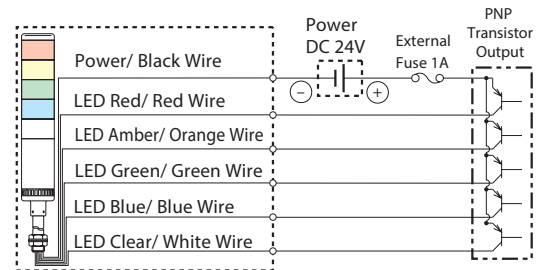 Power
DC 24V
External
Fuse 1A
PNP
Transistor
Output
Power/ Black Wire
− +
LED Red/ Red Wire
LED Amber/ Orange Wire
LED Green/ Green Wire
LED Blue/ Blue Wire
LED Clear/ White Wire